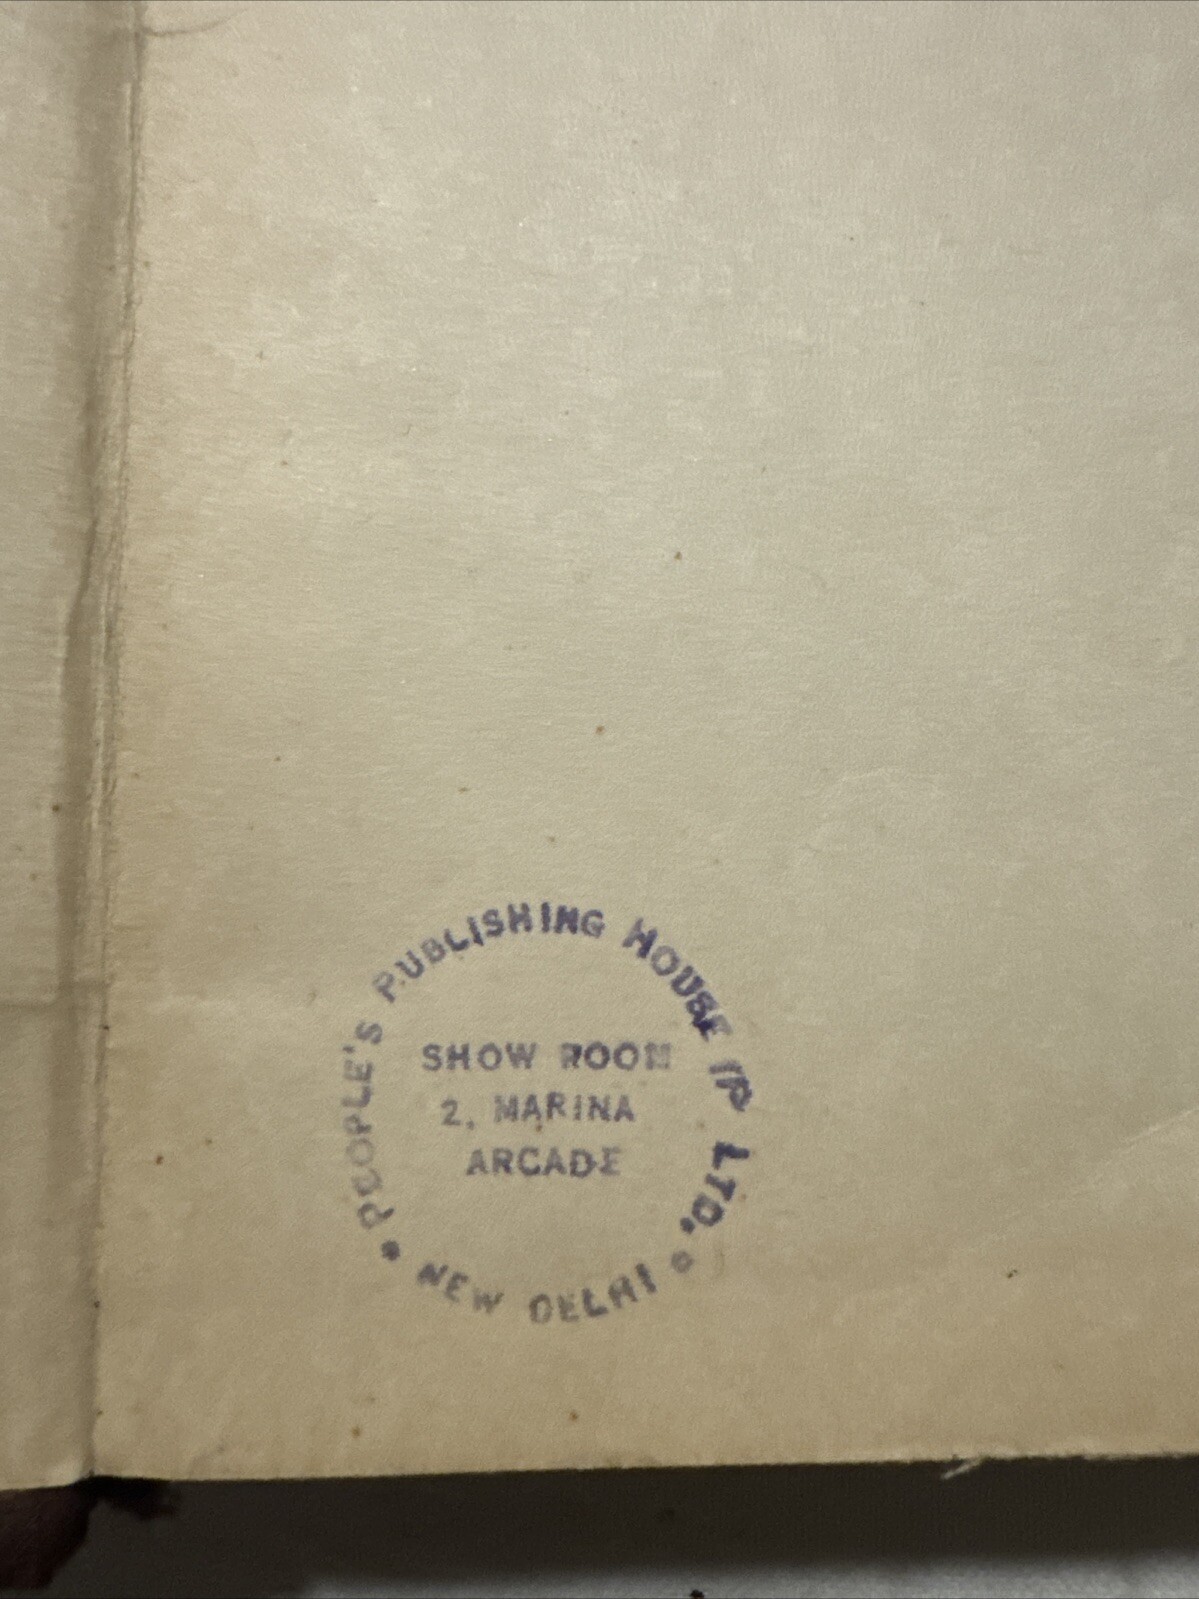 PEOPLE'S PUBLISHING HOUSE (P) LTD.
SHOW ROOM
2, MARINA
ARCADE
NEW DELHI